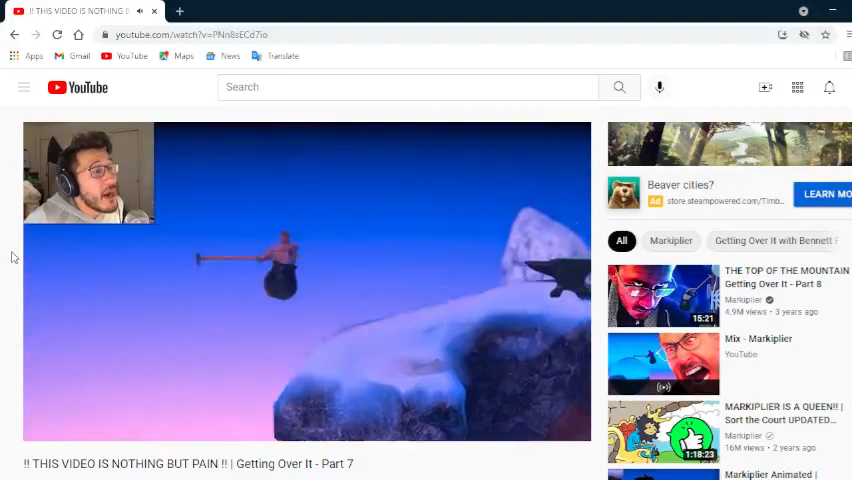 !! THIS VIDEO IS NOTHING B
youtube.com/watch?v=PNn8sECd7io
Apps Gmail YouTube Maps News Translate
YouTube
Search
Beaver cities?
Ad store.steampowered.com/Timb...
LEARN MO
All Markiplier Getting Over It with Bennett F
THE TOP OF THE MOUNTAIN
Getting Over It - Part 8
Markiplier
4.9M views • 3 years ago
15:21
Mix - Markiplier
YouTube
MARKIPLIER IS A QUEEN!! |
Sort the Court UPDATED...
Markiplier
16M views • 2 years ago
1:18:23
Markiplier Animated |
!! THIS VIDEO IS NOTHING BUT PAIN !! | Getting Over It - Part 7